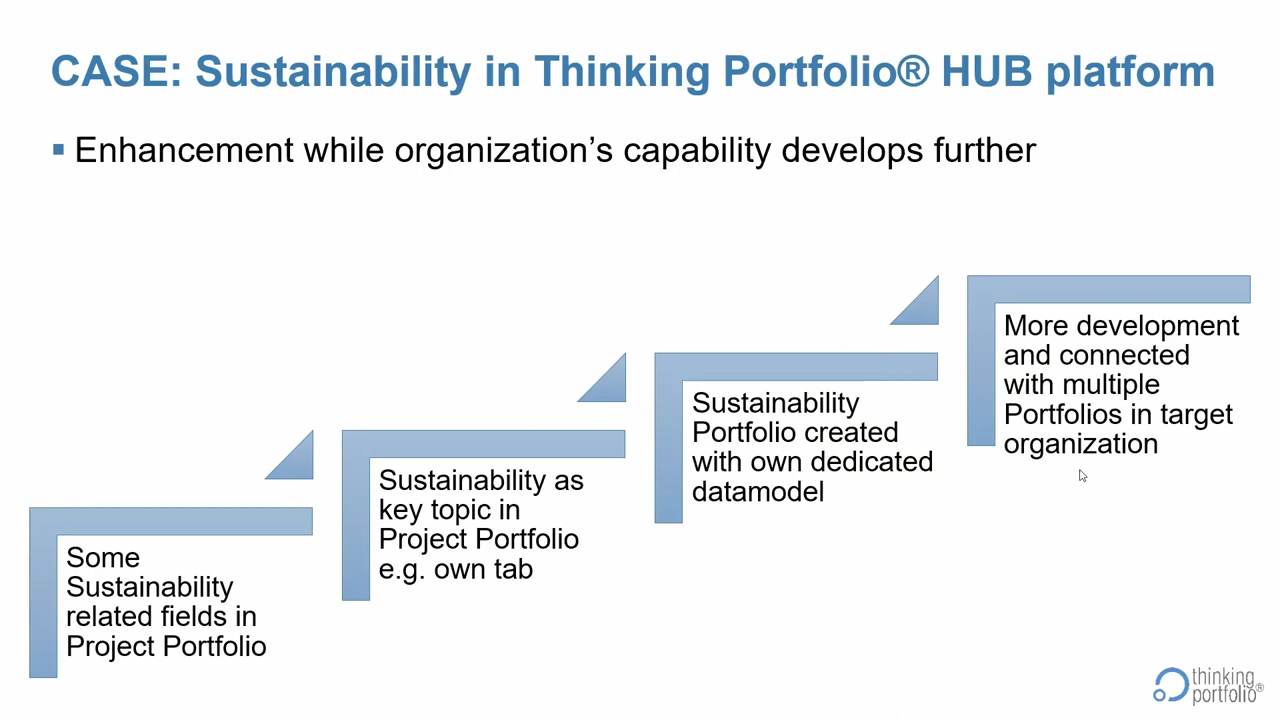 CASE: Sustainability in Thinking Portfolio® HUB platform
▪ Enhancement while organization’s capability develops further
Some
Sustainability
related fields in
Project Portfolio
Sustainability as
key topic in
Project Portfolio
e.g. own tab
Sustainability
Portfolio created
with own dedicated
datamodel
More development
and connected
with multiple
Portfolios in target
organization
thinking
portfolio®